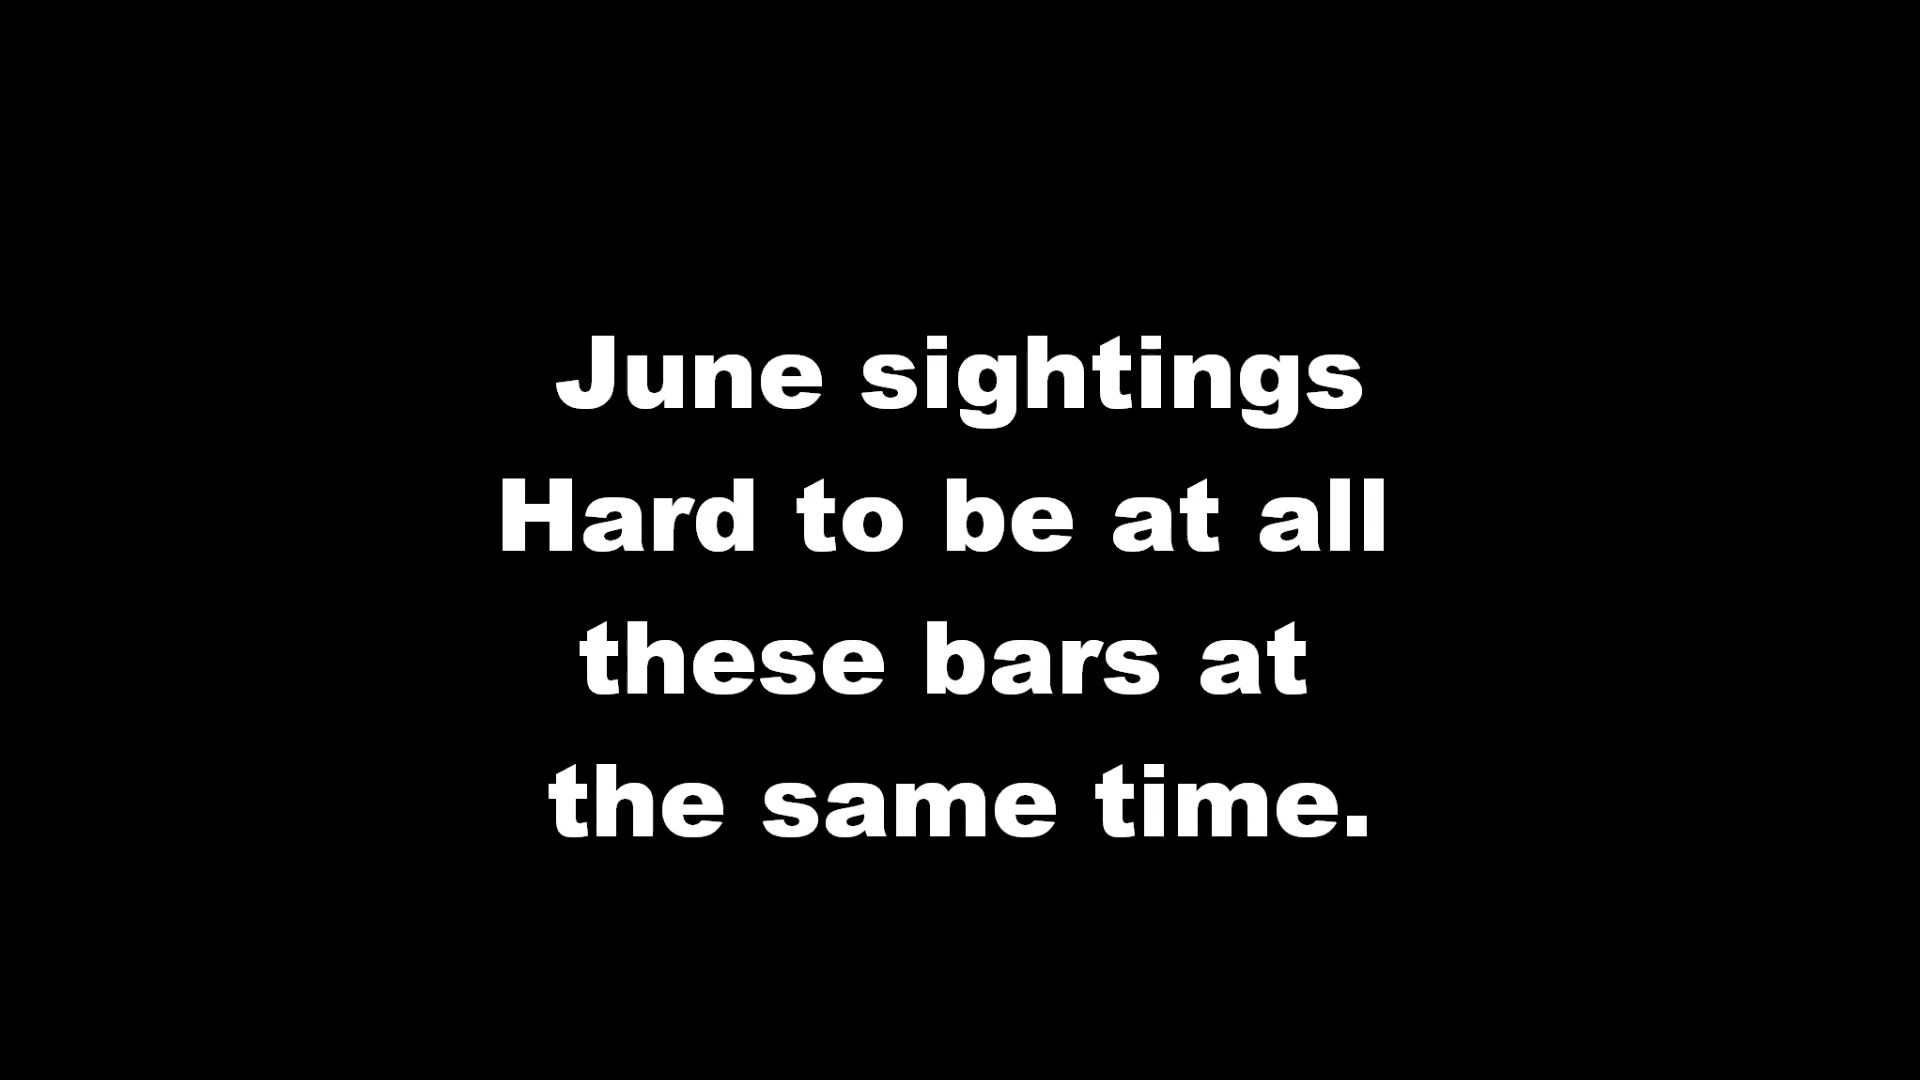 June sightings
Hard to be at all
these bars at
the same time.